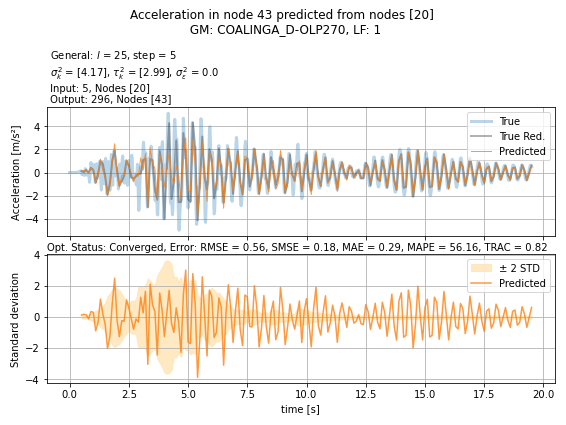 Acceleration in node 43 predicted from nodes [20]
GM: COALINGA_D-OLP270, LF: 1
General: l = 25, step = 5
σ²ₖ = [4.17], τ²ₖ = [2.99], σ²ε = 0.0
Input: 5, Nodes [20]
Output: 296, Nodes [43]
Acceleration [m/s²]
4
2
0
−2
−4
True
True Red.
Predicted
Opt. Status: Converged, Error: RMSE = 0.56, SMSE = 0.18, MAE = 0.29, MAPE = 56.16, TRAC = 0.82
Standard deviation
4
2
0
−2
−4
± 2 STD
Predicted
0.0 2.5 5.0 7.5 10.0 12.5 15.0 17.5 20.0
time [s]